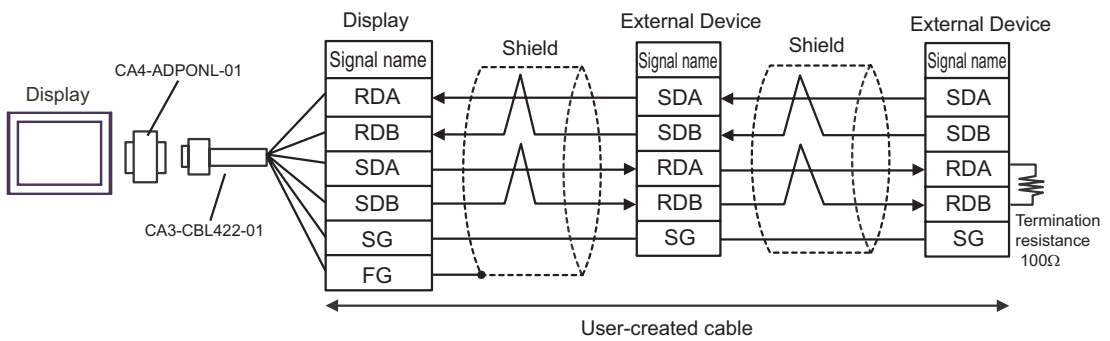 Display
CA4-ADPONL-01
CA3-CBL422-01
Display
Signal name
RDA
RDB
SDA
SDB
SG
FG
Shield
External Device
Signal name
SDA
SDB
RDA
RDB
SG
Shield
External Device
Signal name
SDA
SDB
RDA
RDB
SG
Termination
resistance
100Ω
User-created cable